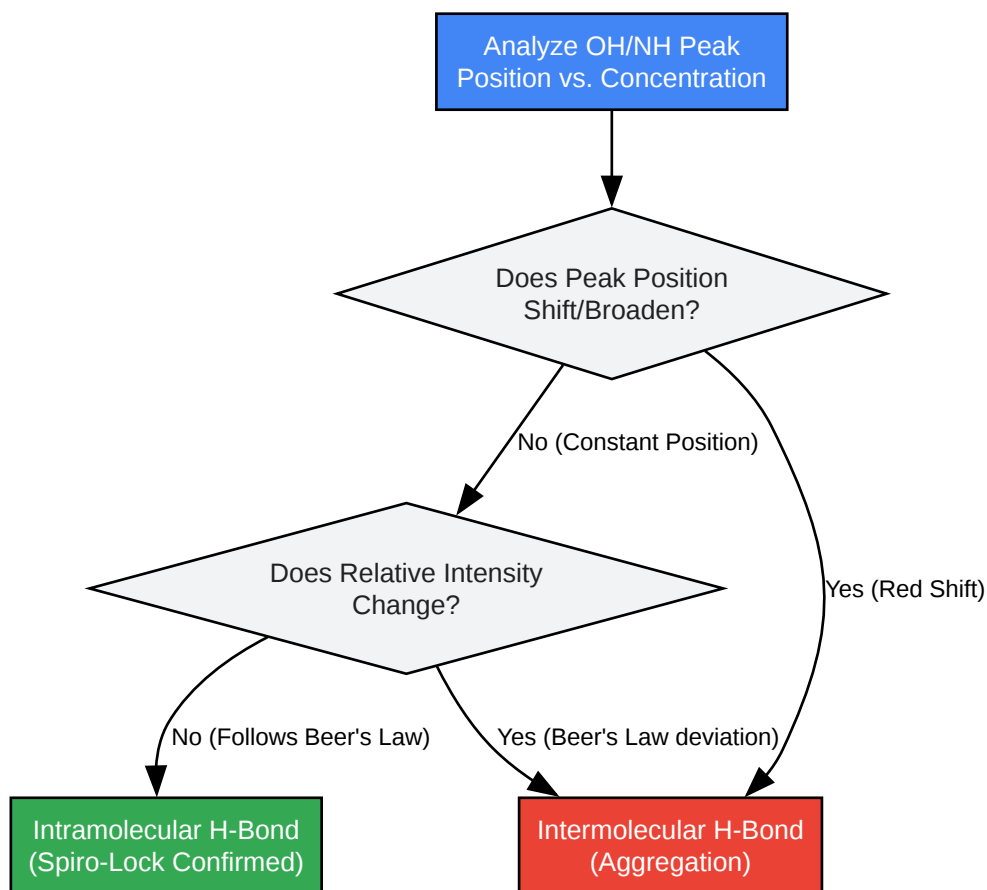 Analyze OH/NH Peak
Position vs. Concentration
Does Peak Position
Shift/Broaden?
No (Constant Position)
Does Relative Intensity
Change?
Yes (Red Shift)
No (Follows Beer's Law)
Yes (Beer's Law deviation)
Intramolecular H-Bond
(Spiro-Lock Confirmed)
Intermolecular H-Bond
(Aggregation)